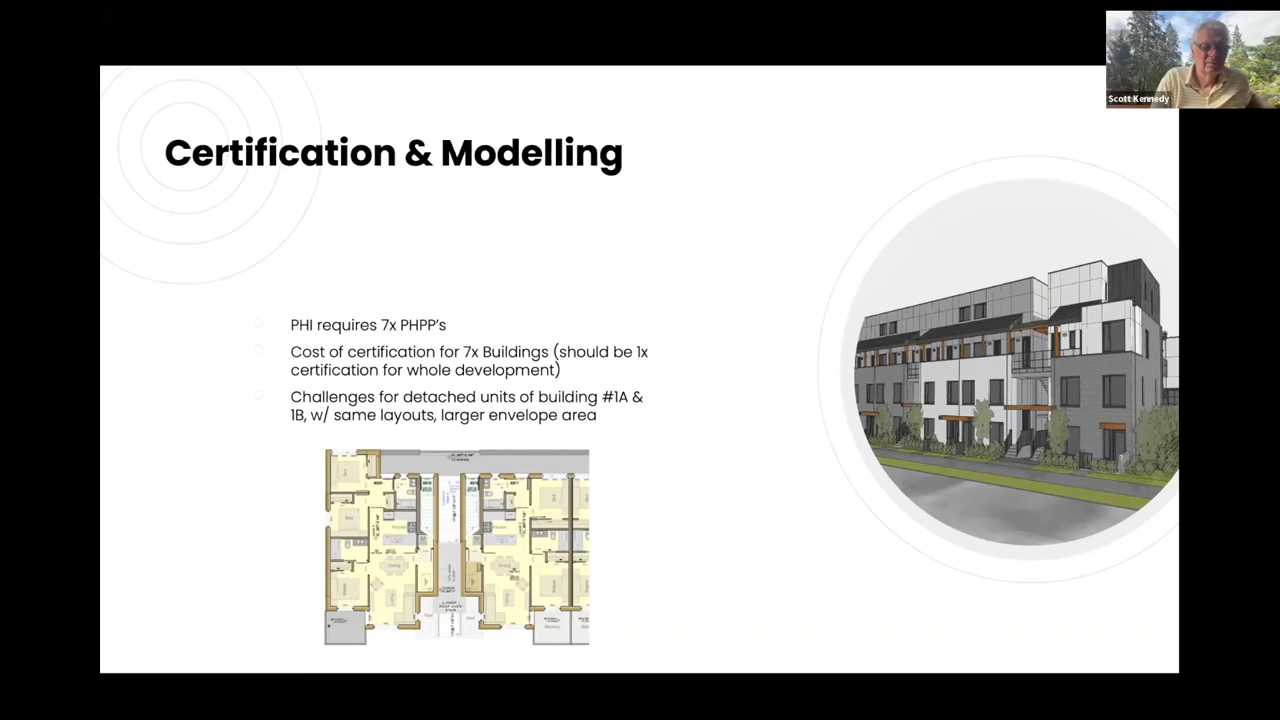 Scott Kennedy
Certification & Modelling
PHI requires 7x PHPP's
Cost of certification for 7x Buildings (should be 1x
certification for whole development)
Challenges for detached units of building #1A &
1B, w/ same layouts, larger envelope area